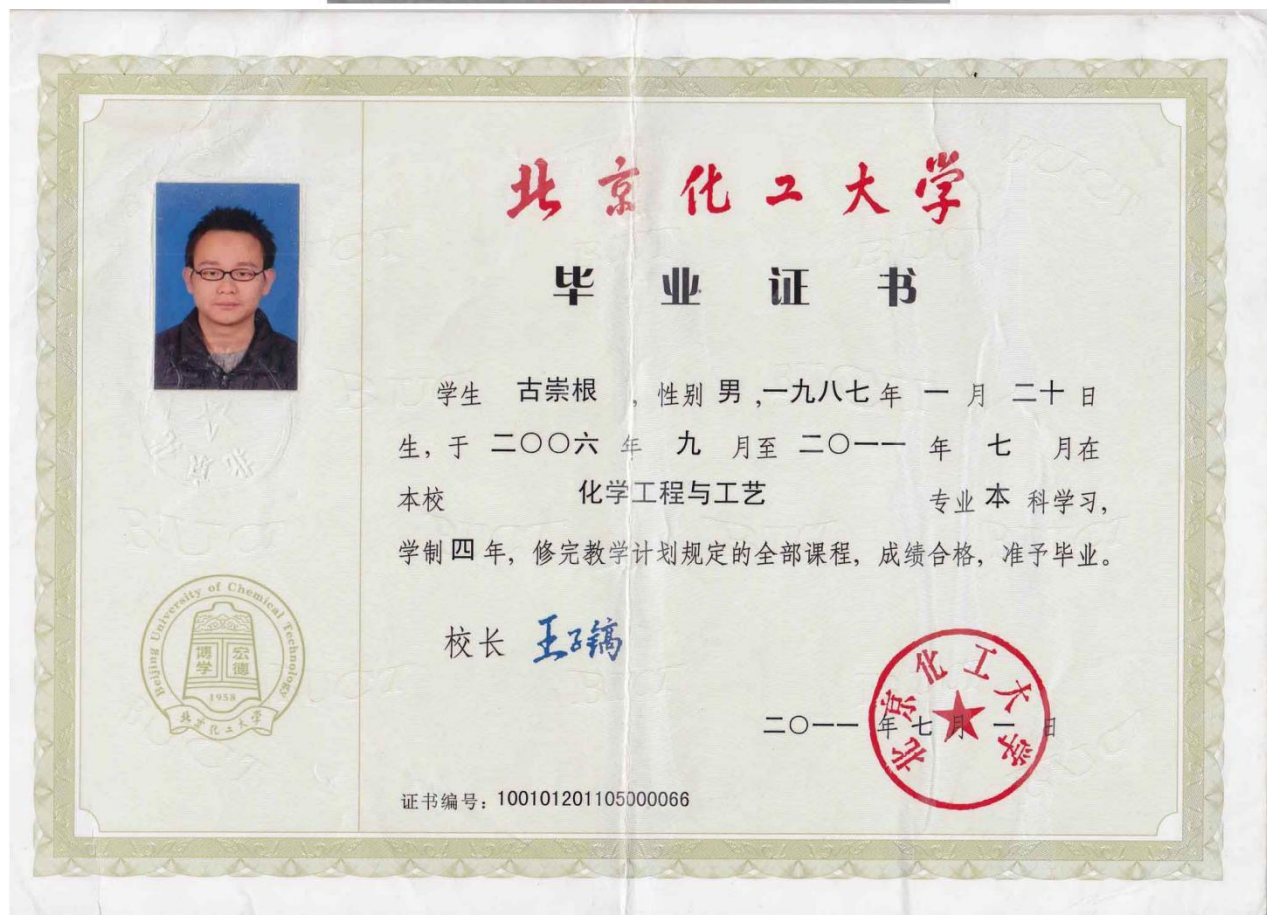 北京化工大学
毕业证书
学生 古崇根 ，性别 男 ,一九八七 年 一 月 二十 日
生，于 二〇〇六 年 九 月至 二〇一一 年 七 月在
本校 化学工程与工艺 专业 本 科学习，
学制 四 年，修完教学计划规定的全部课程，成绩合格，准予毕业。
校长 王子镐
二〇一一 年 七 月 一 日
北京化工大学
证书编号：100101201105000066
Beijing University of Chemical Technology
博学 宏德
1958
北京化工大学